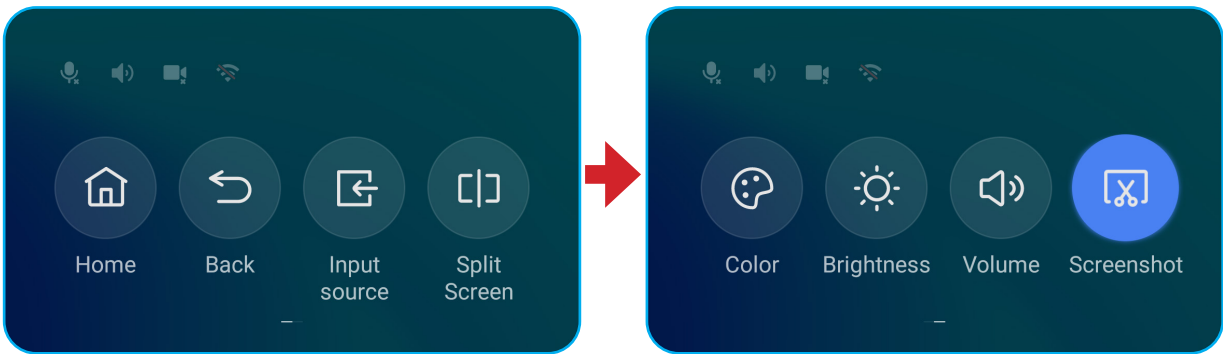 Home
Back
Input
source
Split
Screen
Color
Brightness
Volume
Screenshot